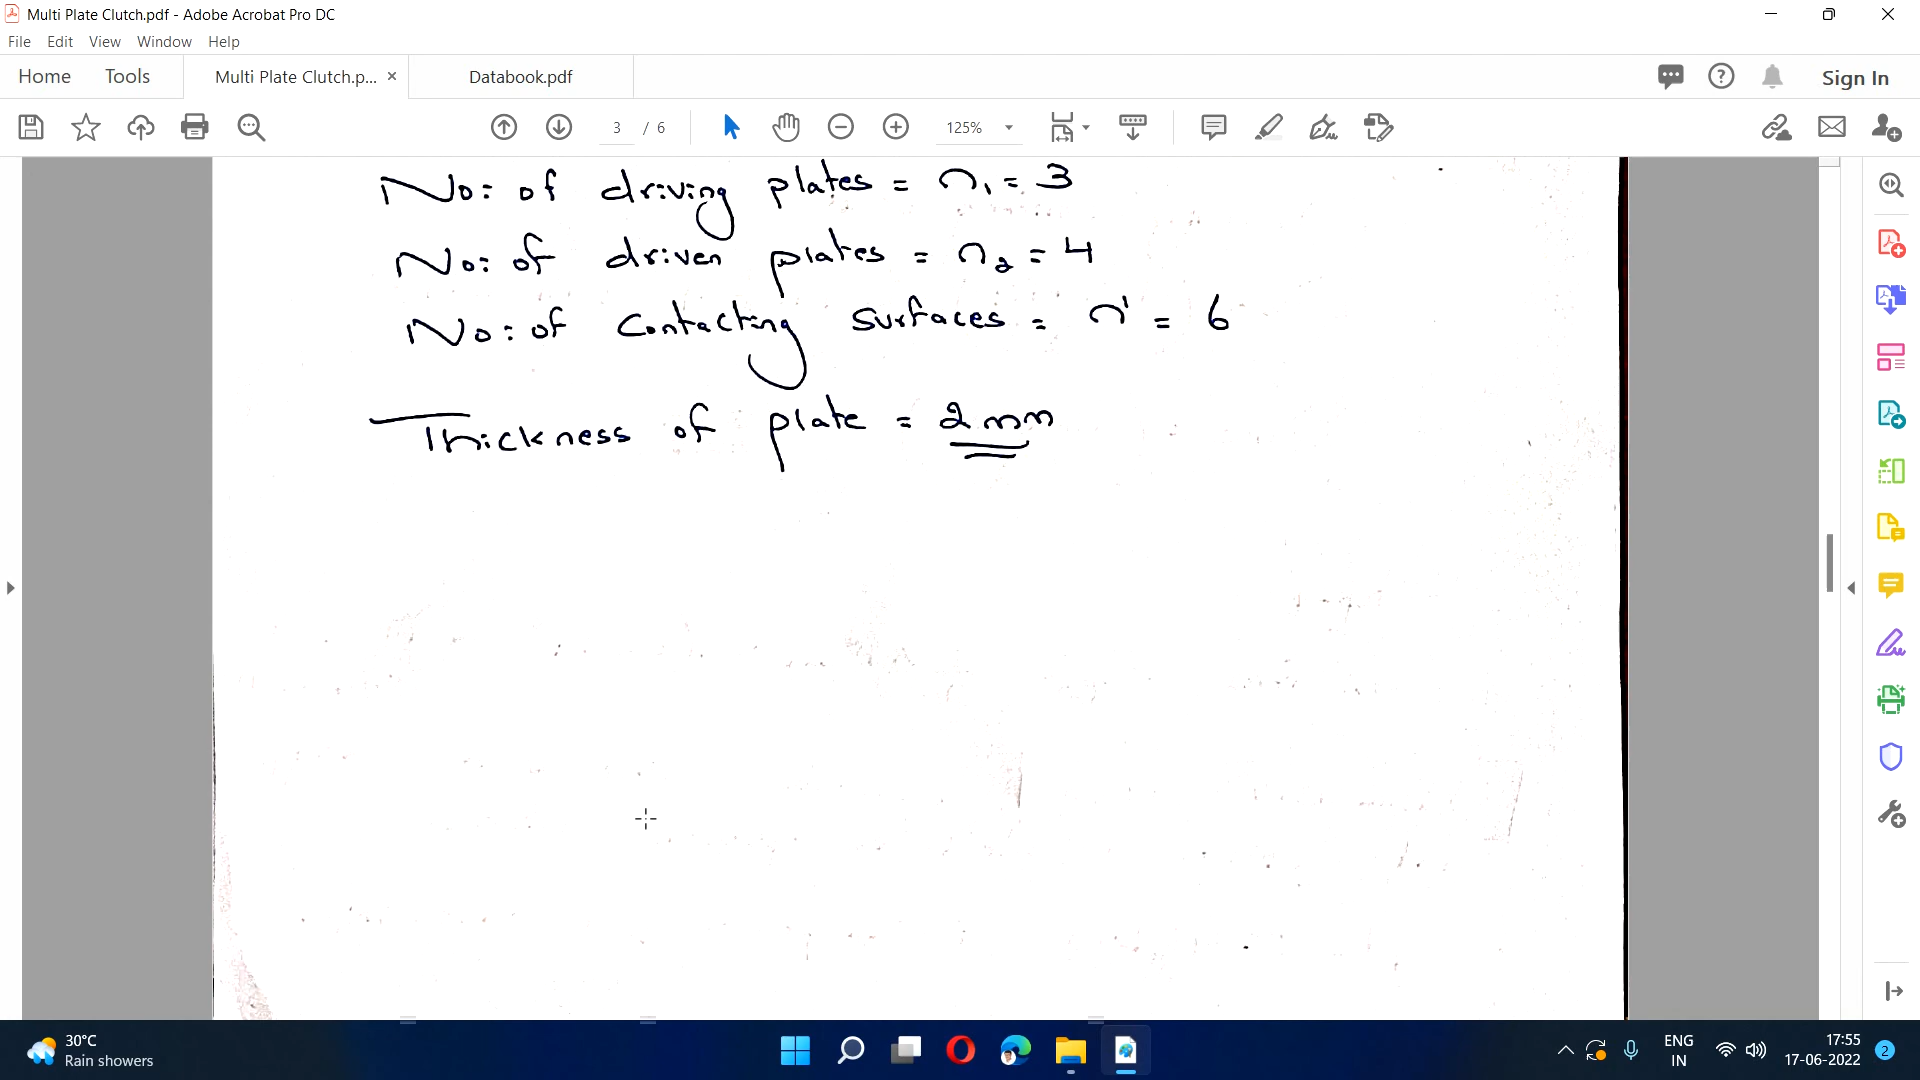 Multi Plate Clutch.pdf - Adobe Acrobat Pro DC
File Edit View Window Help
Home Tools Multi Plate Clutch.p... × Databook.pdf Sign In
3 / 6 125%
No: of driving plates = n₁ = 3
No: of driven plates = n₂ = 4
No: of Contacting surfaces = n' = 6
Thickness of plate = 2mm
30°C
Rain showers
ENG
IN
17:55
17-06-2022
2